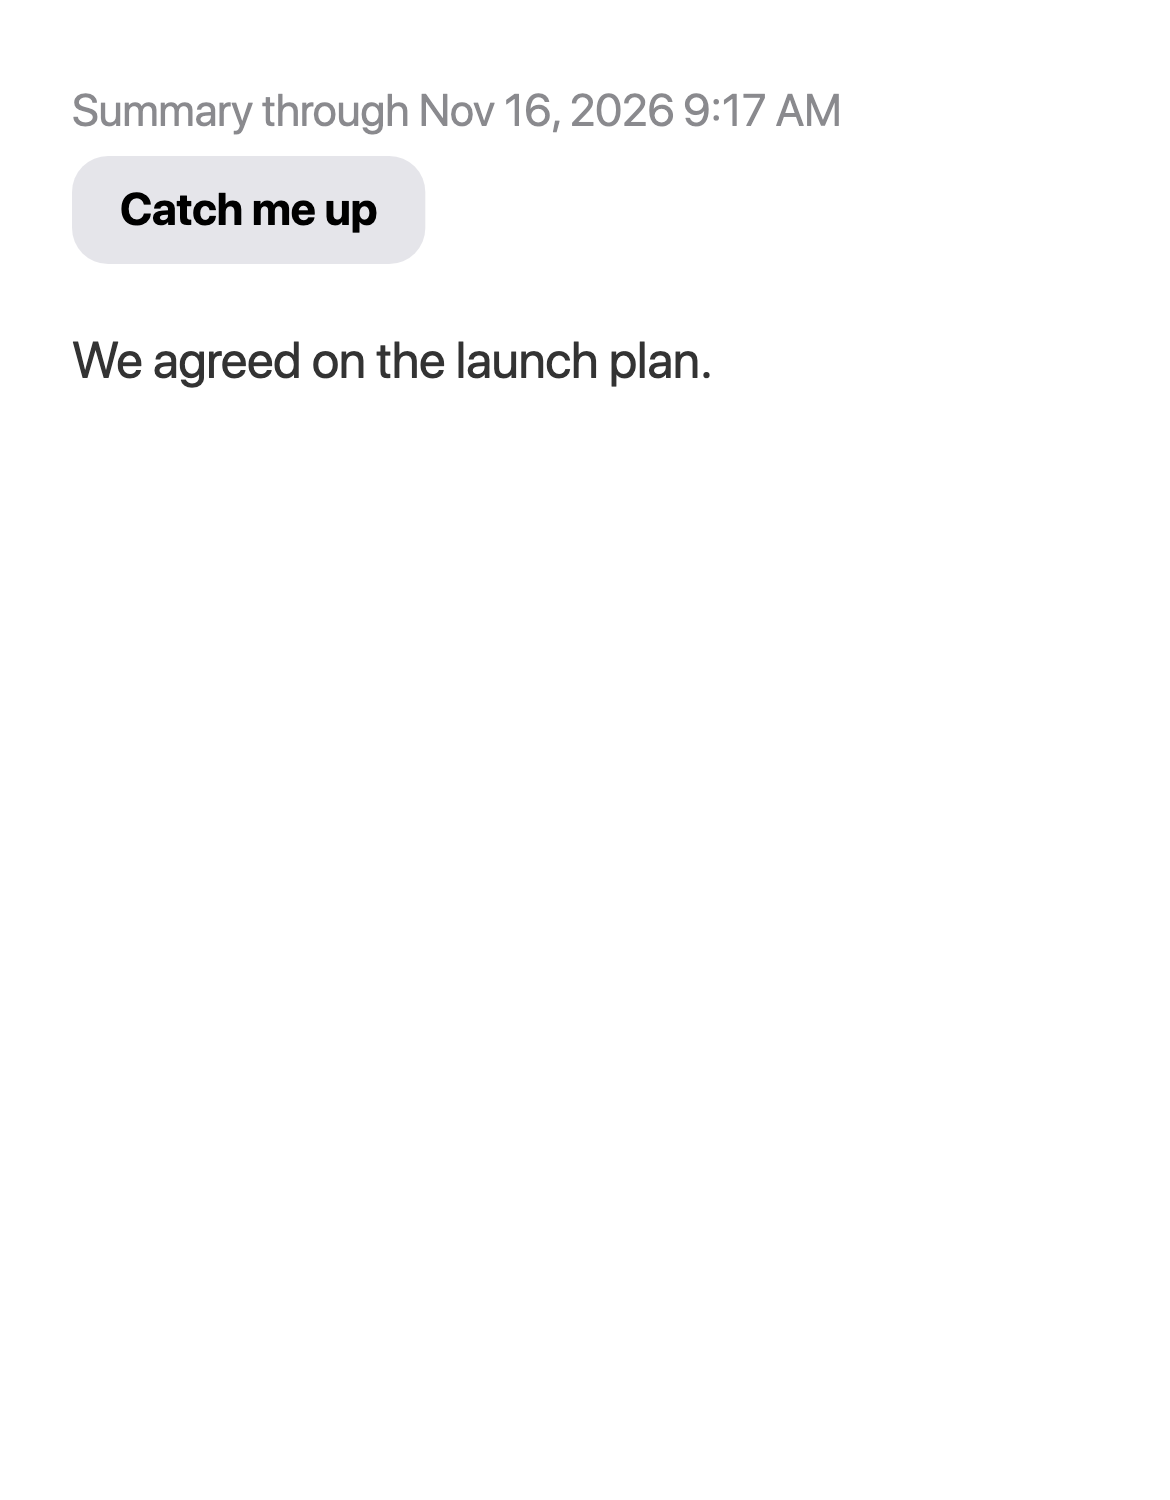 Summary through Nov 16, 2026 9:17 AM
Catch me up
We agreed on the launch plan.